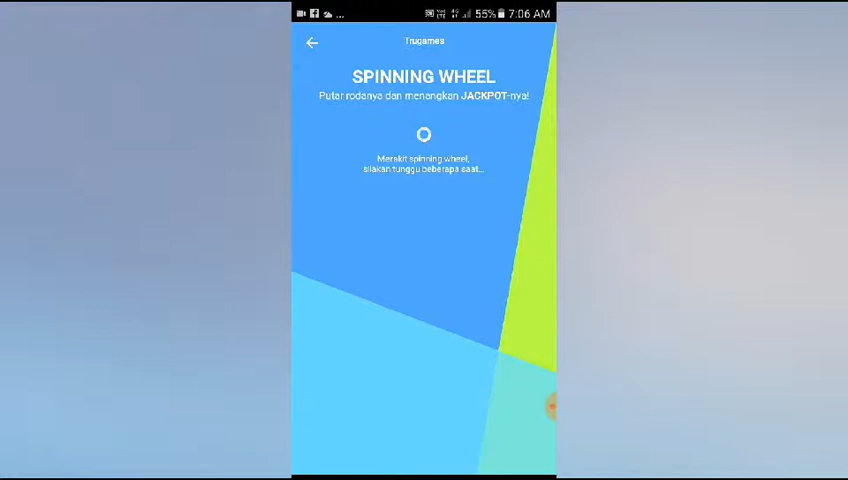 ... 55% 7:06 AM
Trugames
SPINNING WHEEL
Putar rodanya dan menangkan JACKPOT-nya!
Merakit spinning wheel,
silakan tunggu beberapa saat...